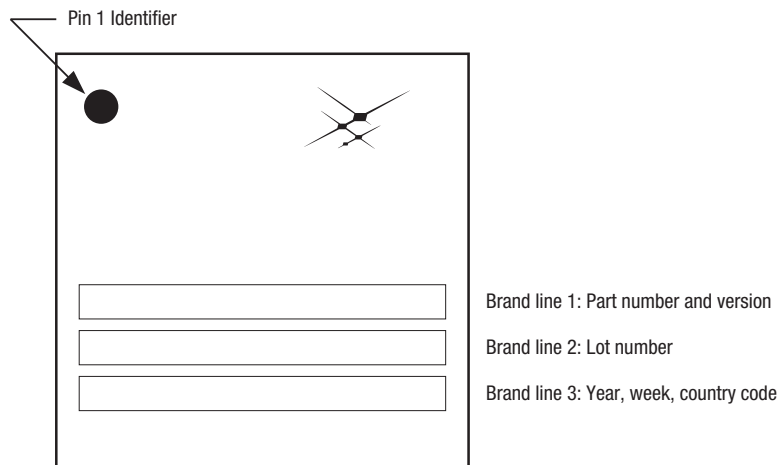 Pin 1 Identifier
Brand line 1: Part number and version
Brand line 2: Lot number
Brand line 3: Year, week, country code